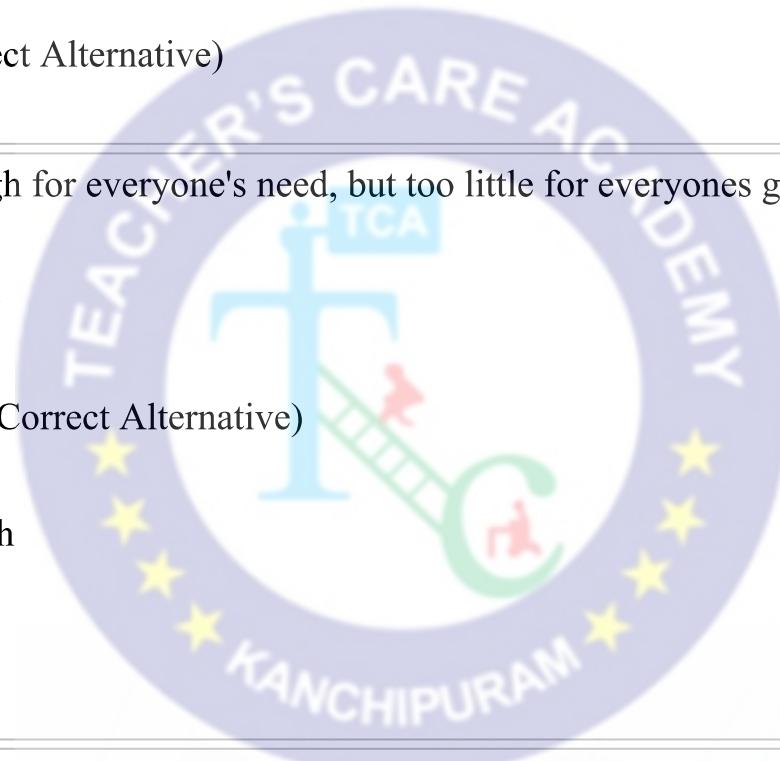 ect Alternative)
TEACHER'S CARE ACADEMY
gh for everyone's need, but too little for everyones g
TCA
Correct Alternative)
h
KANCHIPURAM